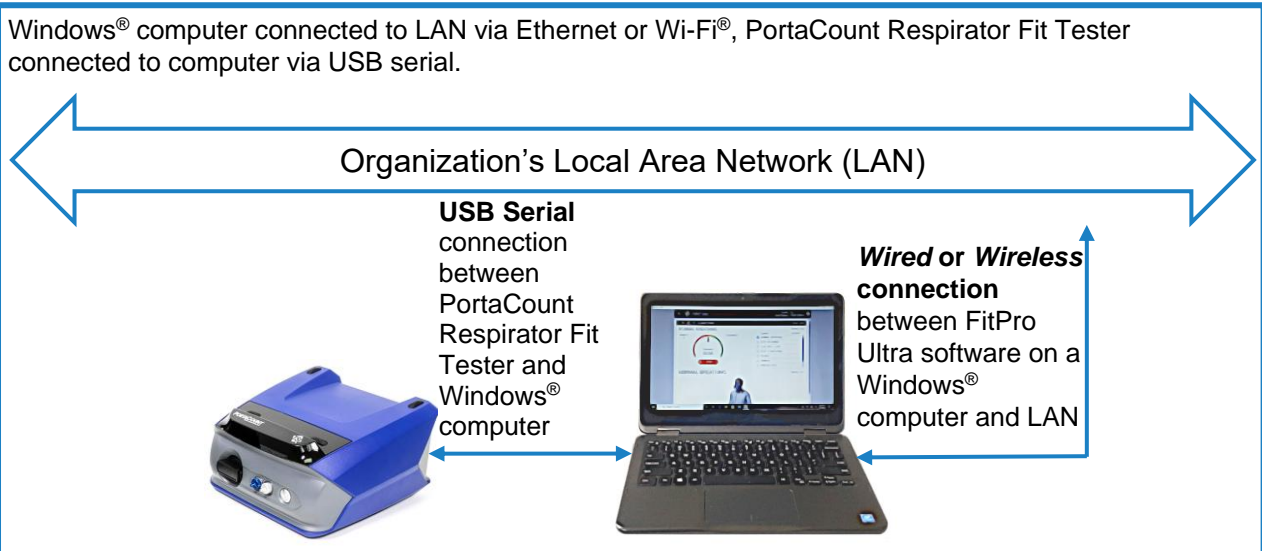 Windows® computer connected to LAN via Ethernet or Wi-Fi®, PortaCount Respirator Fit Tester
connected to computer via USB serial.
Organization's Local Area Network (LAN)
USB Serial
connection
between
PortaCount
Respirator Fit
Tester and
Windows®
computer
Wired or Wireless
connection
between FitPro
Ultra software on a
Windows®
computer and LAN